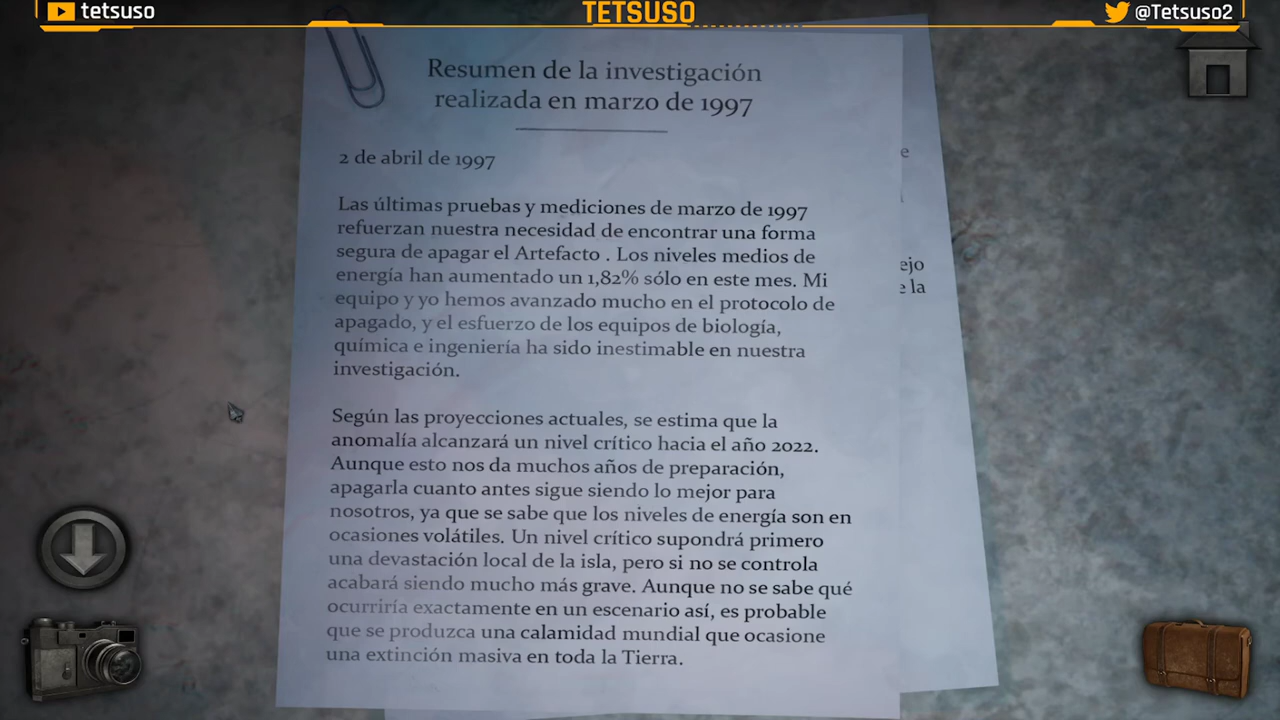 tetsuso
TETSUSO
@Tetsuso2
Resumen de la investigación
realizada en marzo de 1997
2 de abril de 1997
Las últimas pruebas y mediciones de marzo de 1997
refuerzan nuestra necesidad de encontrar una forma
segura de apagar el Artefacto . Los niveles medios de
energía han aumentado un 1,82% sólo en este mes. Mi
equipo y yo hemos avanzado mucho en el protocolo de
apagado, y el esfuerzo de los equipos de biología,
química e ingeniería ha sido inestimable en nuestra
investigación.
Según las proyecciones actuales, se estima que la
anomalía alcanzará un nivel crítico hacia el año 2022.
Aunque esto nos da muchos años de preparación,
apagarla cuanto antes sigue siendo lo mejor para
nosotros, ya que se sabe que los niveles de energía son en
ocasiones volátiles. Un nivel crítico supondrá primero
una devastación local de la isla, pero si no se controla
acabará siendo mucho más grave. Aunque no se sabe qué
ocurriría exactamente en un escenario así, es probable
que se produzca una calamidad mundial que ocasione
una extinción masiva en toda la Tierra.
e
ejo
e la